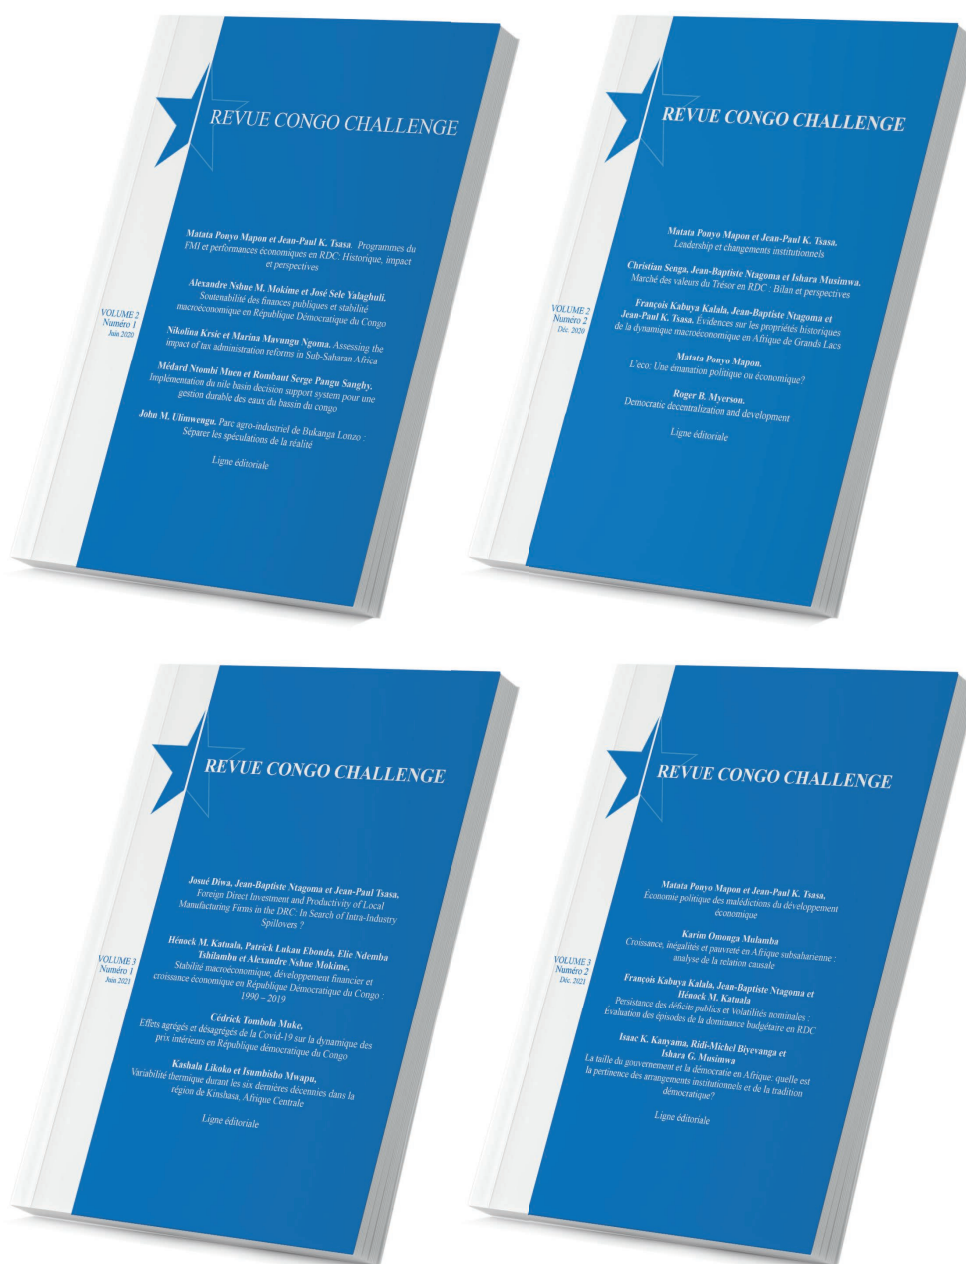 REVUE CONGO CHALLENGE
Matata Ponyo Mapon et Jean-Paul K. Tsasa. Programmes du
FMI et performances économiques en RDC: Historique, impact
et perspectives
Alexandre Nshue M. Mokime et José Sele Yalaghuli.
Soutenabilité des finances publiques et stabilité
macroéconomique en République Démocratique du Congo
Nikolina Krsic et Marina Mavungu Ngoma. Assessing the
impact of tax administration reforms in Sub-Saharan Africa
Médard Ntombi Muen et Rombaut Serge Pangu Sanghy.
Implémentation du nile basin decision support system pour une
gestion durable des eaux du bassin du congo
John M. Ulimwengu. Parc agro-industriel de Bukanga Lonzo :
Séparer les spéculations de la réalité
Ligne éditoriale
VOLUME 2
Numéro 1
Juin 2020
REVUE CONGO CHALLENGE
Matata Ponyo Mapon et Jean-Paul K. Tsasa.
Leadership et changements institutionnels
Christian Senga, Jean-Baptiste Ntagoma et Ishara Musimwa.
Marché des valeurs du Trésor en RDC : Bilan et perspectives
François Kabuya Kalala, Jean-Baptiste Ntagoma et
Jean-Paul K. Tsasa. Évidences sur les propriétés historiques
de la dynamique macroéconomique en Afrique de Grands Lacs
Matata Ponyo Mapon.
L'eco: Une émanation politique ou économique?
Roger B. Myerson.
Democratic decentralization and development
Ligne éditoriale
VOLUME 2
Numéro 2
Déc. 2020
REVUE CONGO CHALLENGE
Josué Diwa, Jean-Baptiste Ntagoma et Jean-Paul Tsasa.
Foreign Direct Investment and Productivity of Local
Manufacturing Firms in the DRC: In Search of Intra-Industry
Spillovers ?
Hénock M. Katuala, Patrick Lukau Ebonda, Elie Ndemba
Tshilambu et Alexandre Nshue Mokime,
Stabilité macroéconomique, développement financier et
croissance économique en République Démocratique du Congo :
1990 – 2019
Cédrick Tombola Muke,
Effets agrégés et désagrégés de la Covid-19 sur la dynamique des
prix intérieurs en République démocratique du Congo
Kashala Likoko et Isumbisho Mwapu,
Variabilité thermique durant les six dernières décennies dans la
région de Kinshasa, Afrique Centrale
Ligne éditoriale
VOLUME 3
Numéro 1
Juin 2021
REVUE CONGO CHALLENGE
Matata Ponyo Mapon et Jean-Paul K. Tsasa,
Économie politique des malédictions du développement
économique
Karim Omonga Mulamba
Croissance, inégalités et pauvreté en Afrique subsaharienne :
analyse de la relation causale
François Kabuya Kalala, Jean-Baptiste Ntagoma et
Hénock M. Katuala
Persistance des déficits publics et Volatilités nominales :
Évaluation des épisodes de la dominance budgétaire en RDC
Isaac K. Kanyama, Ridi-Michel Biyevanga et
Ishara G. Musimwa
La taille du gouvernement et la démocratie en Afrique: quelle est
la pertinence des arrangements institutionnels et de la tradition
démocratique?
Ligne éditoriale
VOLUME 3
Numéro 2
Déc. 2021